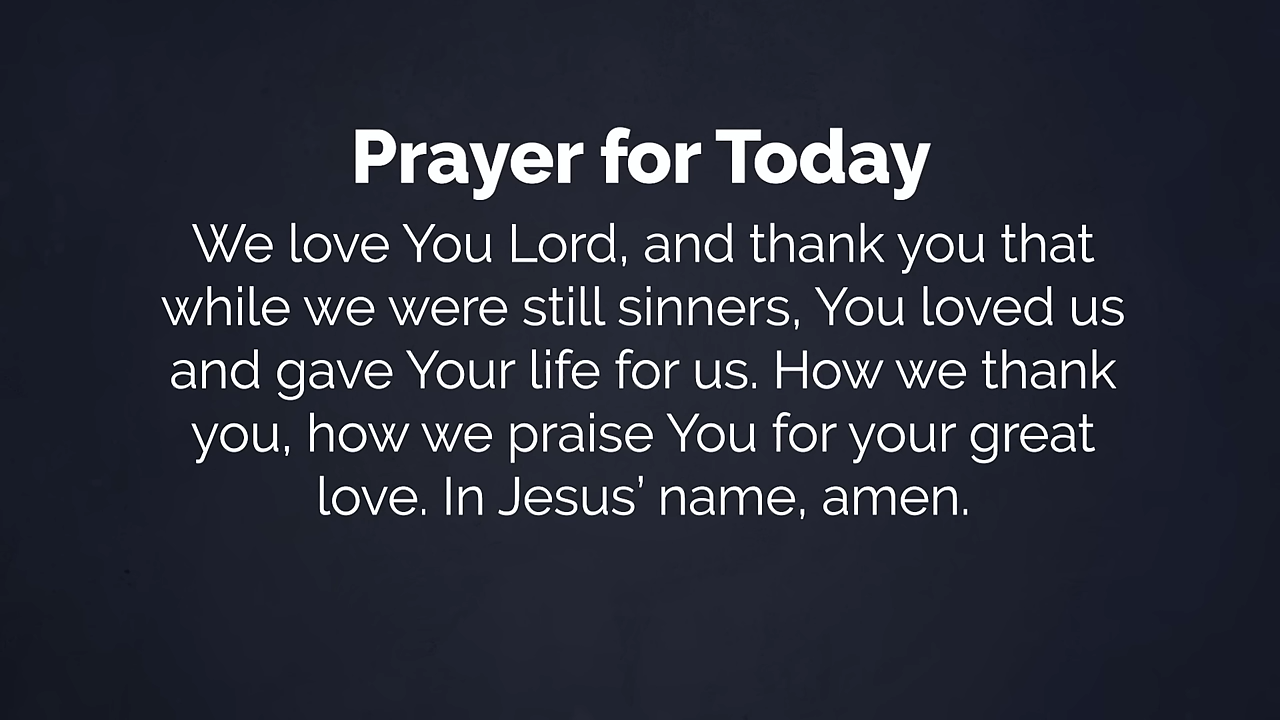 Prayer for Today
We love You Lord, and thank you that
while we were still sinners, You loved us
and gave Your life for us. How we thank
you, how we praise You for your great
love. In Jesus’ name, amen.